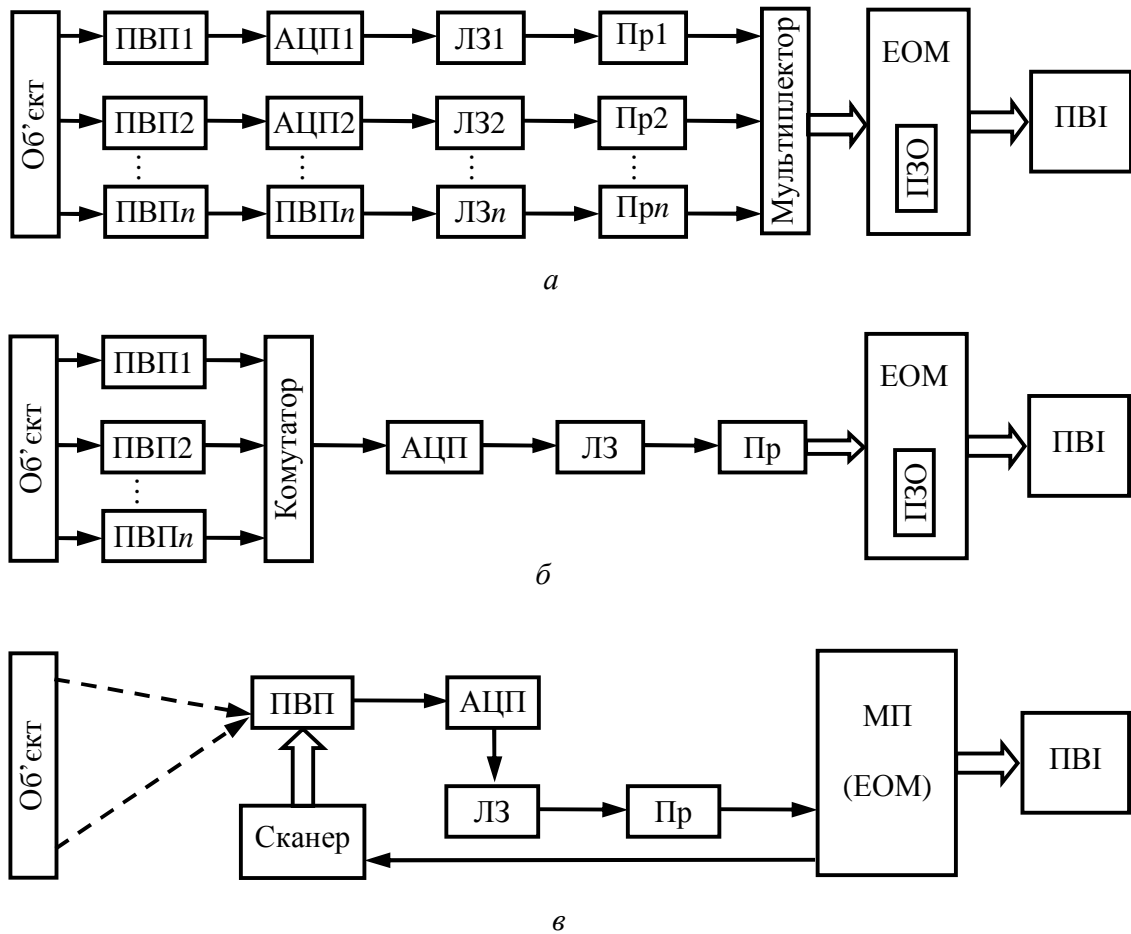 Об’єкт
ПВП1 АЦП1 ЛЗ1 Пр1
ПВП2 АЦП2 ЛЗ2 Пр2
ПВПn ПВПn ЛЗn Прn
Мультиплектор
ЕОМ
ПЗО
ПВІ
а
Об’єкт
ПВП1
ПВП2
ПВПn
Комутатор
АЦП ЛЗ Пр
ЕОМ
ПЗО
ПВІ
б
Об’єкт
ПВП АЦП
ЛЗ Пр
Сканер
МП
(ЕОМ)
ПВІ
в